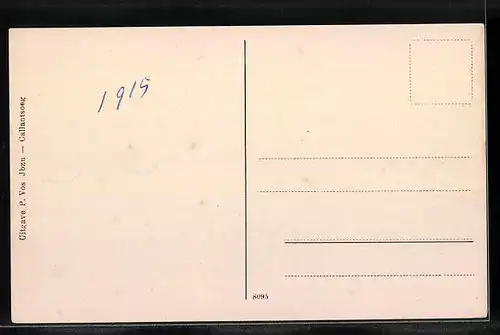 1915
Uitgave P. Vos Jbzn — Callantsoog
8095